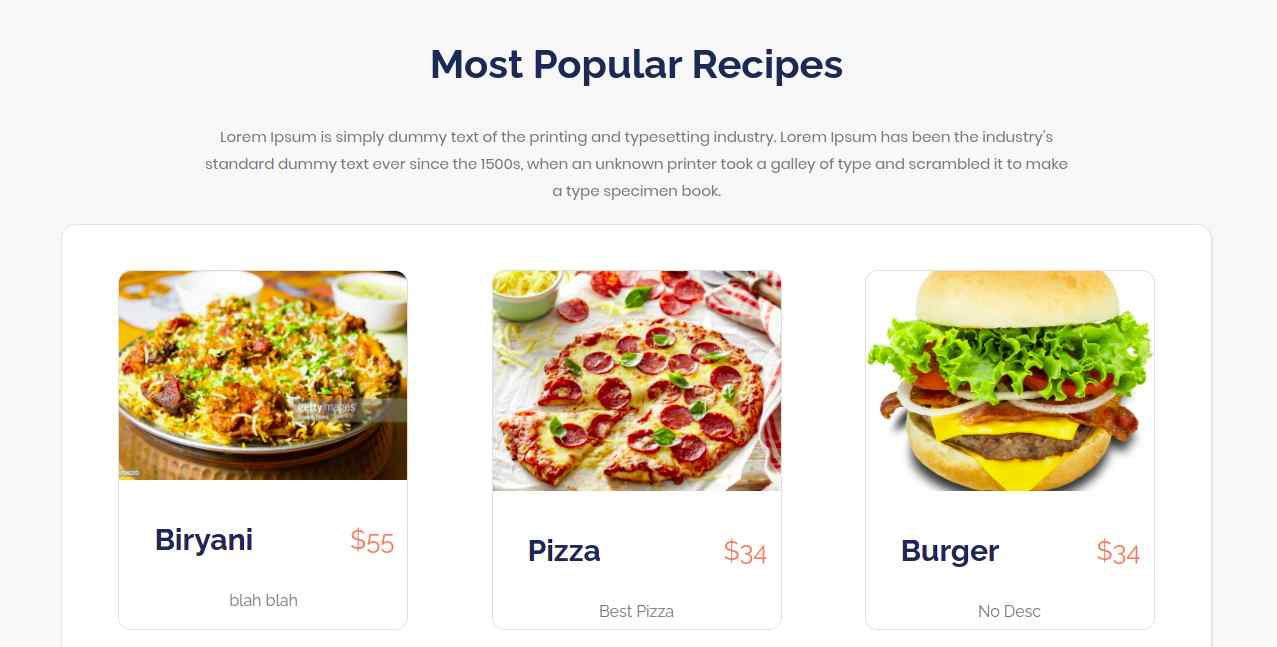 Most Popular Recipes
Lorem Ipsum is simply dummy text of the printing and typesetting industry. Lorem Ipsum has been the industry's
standard dummy text ever since the 1500s, when an unknown printer took a galley of type and scrambled it to make
a type specimen book.
gettyimages
Biryani $55
blah blah
Pizza $34
Best Pizza
Burger $34
No Desc